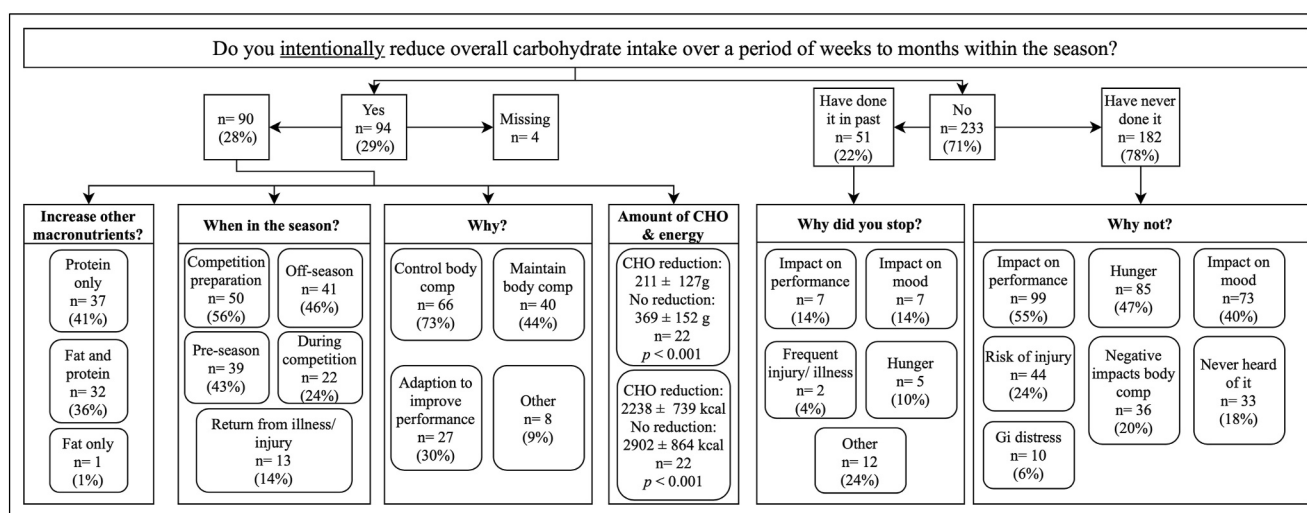 Do you intentionally reduce overall carbohydrate intake over a period of weeks to months within the season?
n= 90
(28%)
Yes
n= 94
(29%)
Missing
n= 4
Have done
it in past
n= 51
(22%)
No
n= 233
(71%)
Have never
done it
n= 182
(78%)
Increase other
macronutrients?
Protein
only
n= 37
(41%)
Fat and
protein
n= 32
(36%)
Fat only
n= 1
(1%)
When in the season?
Competition
preparation
n= 50
(56%)
Off-season
n= 41
(46%)
Pre-season
n= 39
(43%)
During
competition
n= 22
(24%)
Return from illness/
injury
n= 13
(14%)
Why?
Control body
comp
n= 66
(73%)
Maintain
body comp
n= 40
(44%)
Adaption to
improve
performance
n= 27
(30%)
Other
n= 8
(9%)
Amount of CHO
& energy
CHO reduction:
211 ± 127g
No reduction:
369 ± 152 g
n= 22
p < 0.001
CHO reduction:
2238 ± 739 kcal
No reduction:
2902 ± 864 kcal
n= 22
p < 0.001
Why did you stop?
Impact on
performance
n= 7
(14%)
Impact on
mood
n= 7
(14%)
Frequent
injury/ illness
n= 2
(4%)
Hunger
n= 5
(10%)
Other
n= 12
(24%)
Why not?
Impact on
performance
n= 99
(55%)
Hunger
n= 85
(47%)
Impact on
mood
n=73
(40%)
Risk of injury
n= 44
(24%)
Negative
impacts body
comp
n= 36
(20%)
Never heard
of it
n= 33
(18%)
Gi distress
n= 10
(6%)